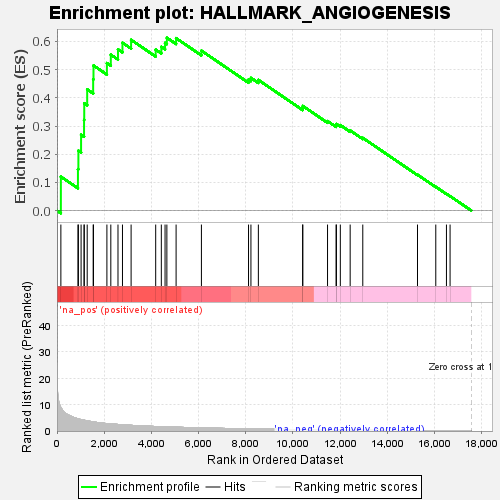 Enrichment plot: HALLMARK_ANGIOGENESIS
Enrichment score (ES)
0.6
0.5
0.4
0.3
0.2
0.1
0.0
'na_pos' (positively correlated)
Ranked list metric (PreRanked)
40
30
20
10
0
Zero cross at 1
'na_neg' (negatively correlated)
0 2,000 4,000 6,000 8,000 10,000 12,000 14,000 16,000 18,000
Rank in Ordered Dataset
Enrichment profile Hits Ranking metric scores